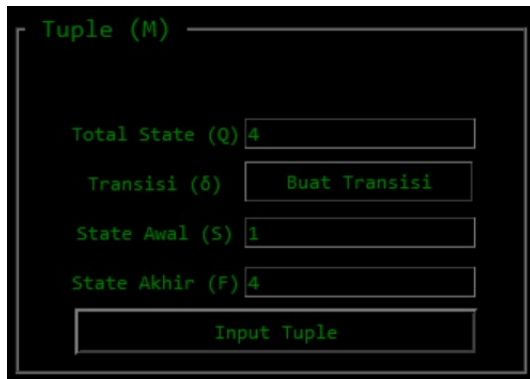 Tuple (M)
Total State (Q) 4
Transisi (δ) Buat Transisi
State Awal (S) 1
State Akhir (F) 4
Input Tuple